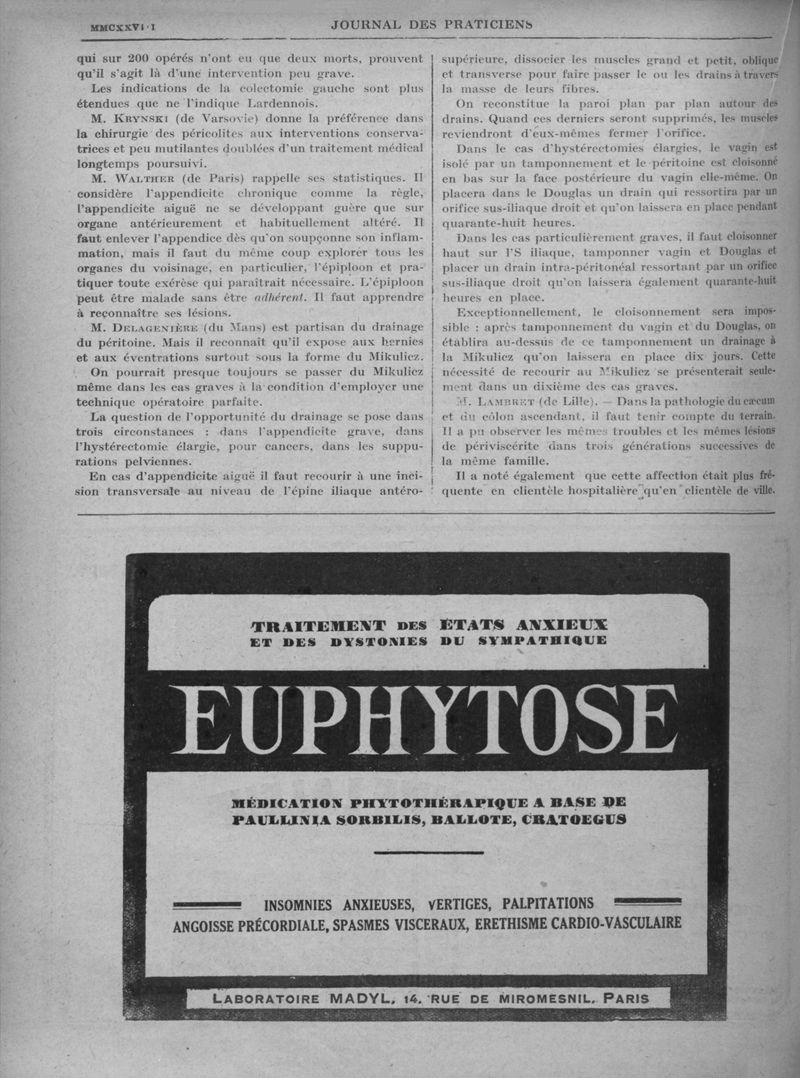 MMCXXVI·I
JOURNAL DES PRATICIENS
qui sur 200 opérés n'ont eu que deux morts, prouvent
qu'il s'agit là d'une intervention peu grave.
Les indications de la colectomie gauche sont plus
étendues que ne l'indique Lardennois.
M. KRYNSKI (de Varsovie) donne la préférence dans
la chirurgie des péricolites aux interventions conserva-
trices et peu mutilantes doublées d'un traitement médical
longtemps poursuivi.
M. WALTHER (de Paris) rappelle ses statistiques. Il
considère l'appendicite chronique comme la règle,
l'appendicite aiguë ne se développant guère que sur
organe antérieurement et habituellement altéré. Il
faut enlever l'appendice dès qu'on soupçonne son inflam-
mation, mais il faut du même coup explorer tous les
organes du voisinage, en particulier, l'épiploon et pra-
tiquer toute exérèse qui paraîtrait nécessaire. L'épiploon
peut être malade sans être adhérent. Il faut apprendre
à reconnaître ses lésions.
M. DELAGENIÈRE (du Mans) est partisan du drainage
du péritoine. Mais il reconnaît qu'il expose aux hernies
et aux éventrations surtout sous la forme du Mikulicz.
On pourrait presque toujours se passer du Mikulicz
même dans les cas graves à la condition d'employer une
technique opératoire parfaite.
La question de l'opportunité du drainage se pose dans
trois circonstances : dans l'appendicite grave, dans
l'hystérectomie élargie, pour cancers, dans les suppu-
rations pelviennes.
En cas d'appendicite aiguë il faut recourir à une inci-
sion transversale au niveau de l'épine iliaque antéro-
supérieure, dissocier les muscles grand et petit, oblique
et transverse pour faire passer le ou les drains à travers
la masse de leurs fibres.
On reconstitue la paroi plan par plan autour des
drains. Quand ces derniers seront supprimés, les muscles
reviendront d'eux-mêmes fermer l'orifice.
Dans le cas d'hystérectomies élargies, le vagin est
isolé par un tamponnement et le péritoine est cloisonné
en bas sur la face postérieure du vagin elle-même. On
placera dans le Douglas un drain qui ressortira par un
orifice sus-iliaque droit et qu'on laissera en place pendant
quarante-huit heures.
Dans les cas particulièrement graves, il faut cloisonner
haut sur l'S iliaque, tamponner vagin et Douglas et
placer un drain intra-péritonéal ressortant par un orifice
sus-iliaque droit qu'on laissera également quarante-huit
heures en place.
Exceptionnellement, le cloisonnement sera impos-
sible : après tamponnement du vagin et du Douglas, on
établira au-dessus de ce tamponnement un drainage à
la Mikulicz qu'on laissera en place dix jours. Cette
nécessité de recourir au Mikulicz se présenterait seule-
ment dans un dixième des cas graves.
M. LAMBRET (de Lille). — Dans la pathologie du cæcum
et du côlon ascendant, il faut tenir compte du terrain.
Il a pu observer les mêmes troubles et les mêmes lésions
de périviscérite dans trois générations successives de
la même famille.
Il a noté également que cette affection était plus fré-
quente en clientèle hospitalière qu'en clientèle de ville.
TRAITEMENT DES ÉTATS ANXIEUX
ET DES DYSTONIES DU SYMPATHIQUE
EUPHYTOSE
MÉDICATION PHYTOTHÉRAPIQUE A BASE DE
PAULLINIA SORBILIS, BALLOTE, CRATOEGUS
INSOMNIES ANXIEUSES, VERTIGES, PALPITATIONS
ANGOISSE PRÉCORDIALE, SPASMES VISCERAUX, ERETHISME CARDIO-VASCULAIRE
LABORATOIRE MADYL, 14, RUE DE MIROMESNIL, PARIS